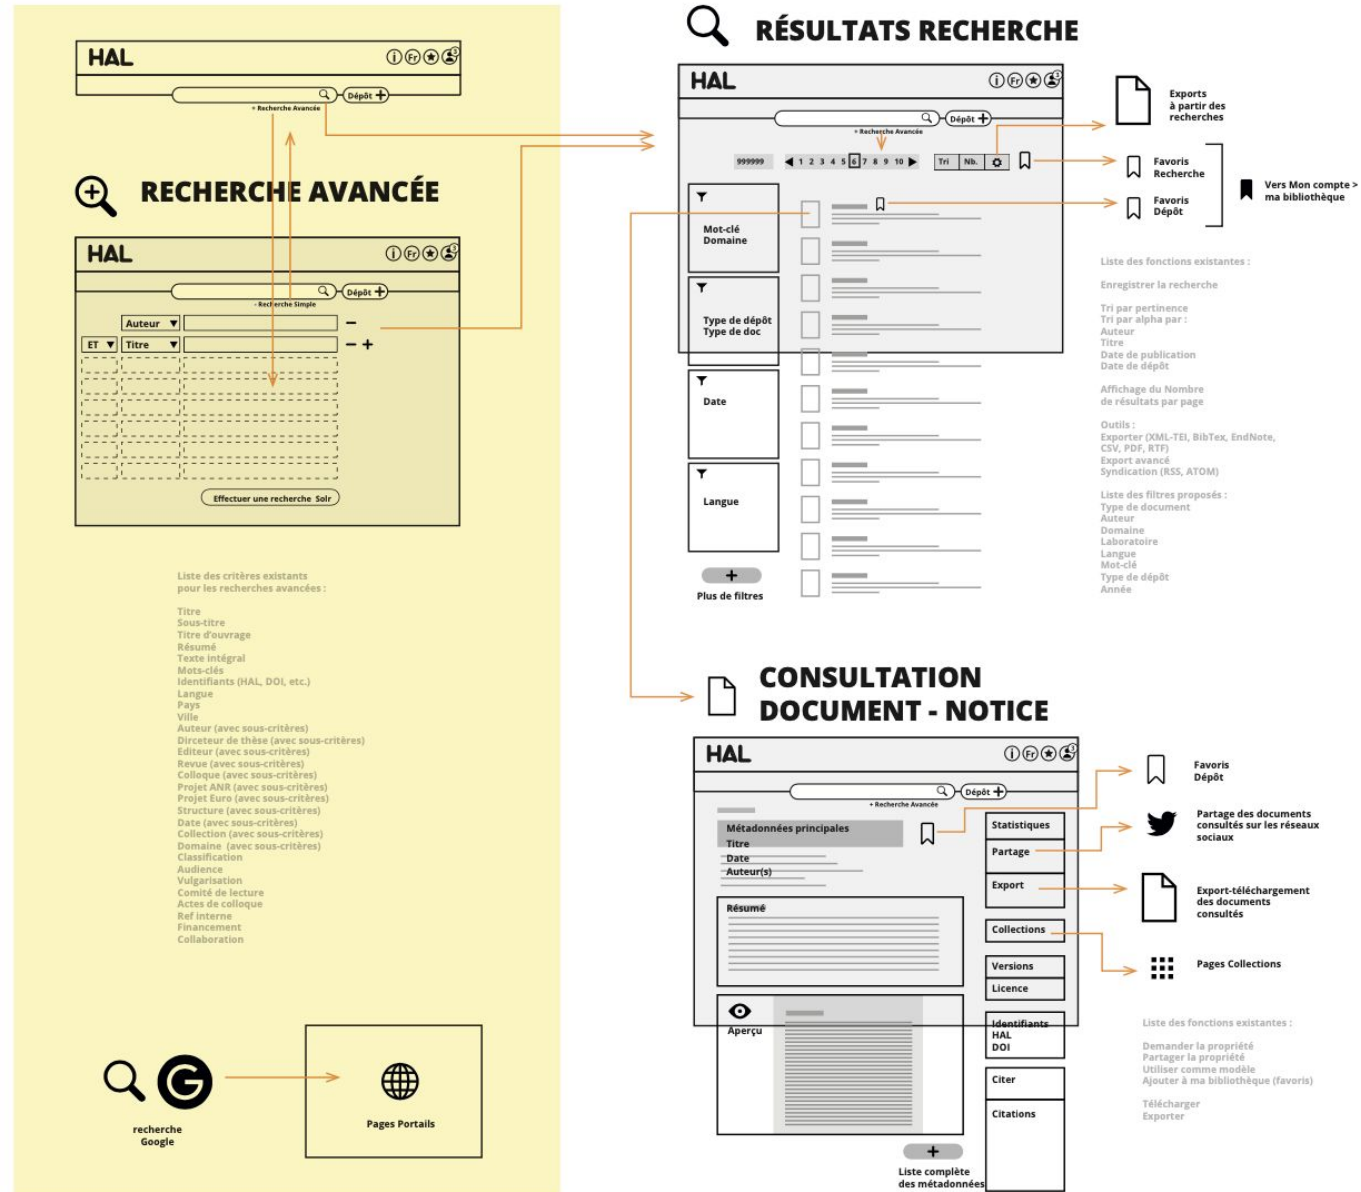 HAL
i Fr 3
Dépôt
+ Recherche Avancée
RECHERCHE AVANCÉE
HAL
i Fr 3
Dépôt
- Recherche Simple
Auteur
ET Titre
Effectuer une recherche Solr
Liste des critères existants
pour les recherches avancées :
Titre
Sous-titre
Titre d'ouvrage
Résumé
Texte intégral
Mots-clés
Identifiants (HAL, DOI, etc.)
Langue
Pays
Ville
Auteur (avec sous-critères)
Dirceteur de thèse (avec sous-critères)
Editeur (avec sous-critères)
Revue (avec sous-critères)
Colloque (avec sous-critères)
Projet ANR (avec sous-critères)
Projet Euro (avec sous-critères)
Structure (avec sous-critères)
Date (avec sous-critères)
Collection (avec sous-critères)
Domaine (avec sous-critères)
Classification
Audience
Vulgarisation
Comité de lecture
Actes de colloque
Ref interne
Financement
Collaboration
G
recherche
Google
Pages Portails
RÉSULTATS RECHERCHE
HAL
i Fr 3
Dépôt
+ Recherche Avancée
999999 1 2 3 4 5 6 7 8 9 10 Tri Nb.
Mot-clé
Domaine
Type de dépôt
Type de doc
Date
Langue
Plus de filtres
Exports
à partir des
recherches
Favoris
Recherche
Favoris
Dépôt
Vers Mon compte >
ma bibliothèque
Liste des fonctions existantes :
Enregistrer la recherche
Tri par pertinence
Tri par alpha par :
Auteur
Titre
Date de publication
Date de dépôt
Affichage du Nombre
de résultats par page
Outils :
Exporter (XML-TEI, BibTex, EndNote,
CSV, PDF, RTF)
Export avancé
Syndication (RSS, ATOM)
Liste des filtres proposés :
Type de document
Auteur
Domaine
Laboratoire
Langue
Mot-clé
Type de dépôt
Année
CONSULTATION
DOCUMENT - NOTICE
HAL
i Fr 3
Dépôt
+ Recherche Avancée
Métadonnées principales
Titre
Date
Auteur(s)
Résumé
Aperçu
Liste complète
des métadonnées
Statistiques
Partage
Export
Collections
Versions
Licence
Identifiants
HAL
DOI
Citer
Citations
Favoris
Dépôt
Partage des documents
consultés sur les réseaux
sociaux
Export-téléchargement
des documents
consultés
Pages Collections
Liste des fonctions existantes :
Demander la propriété
Partager la propriété
Utiliser comme modèle
Ajouter à ma bibliothèque (favoris)
Télécharger
Exporter